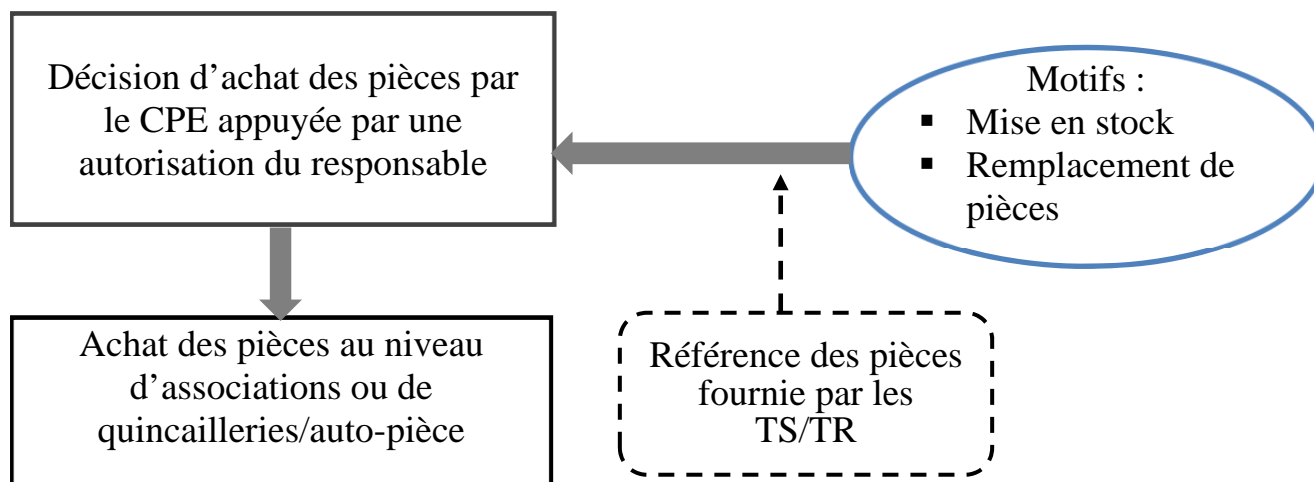 Décision d’achat des pièces par
le CPE appuyée par une
autorisation du responsable
Motifs :
▪ Mise en stock
▪ Remplacement de
pièces
Achat des pièces au niveau
d’associations ou de
quincailleries/auto-pièce
Référence des pièces
fournie par les
TS/TR